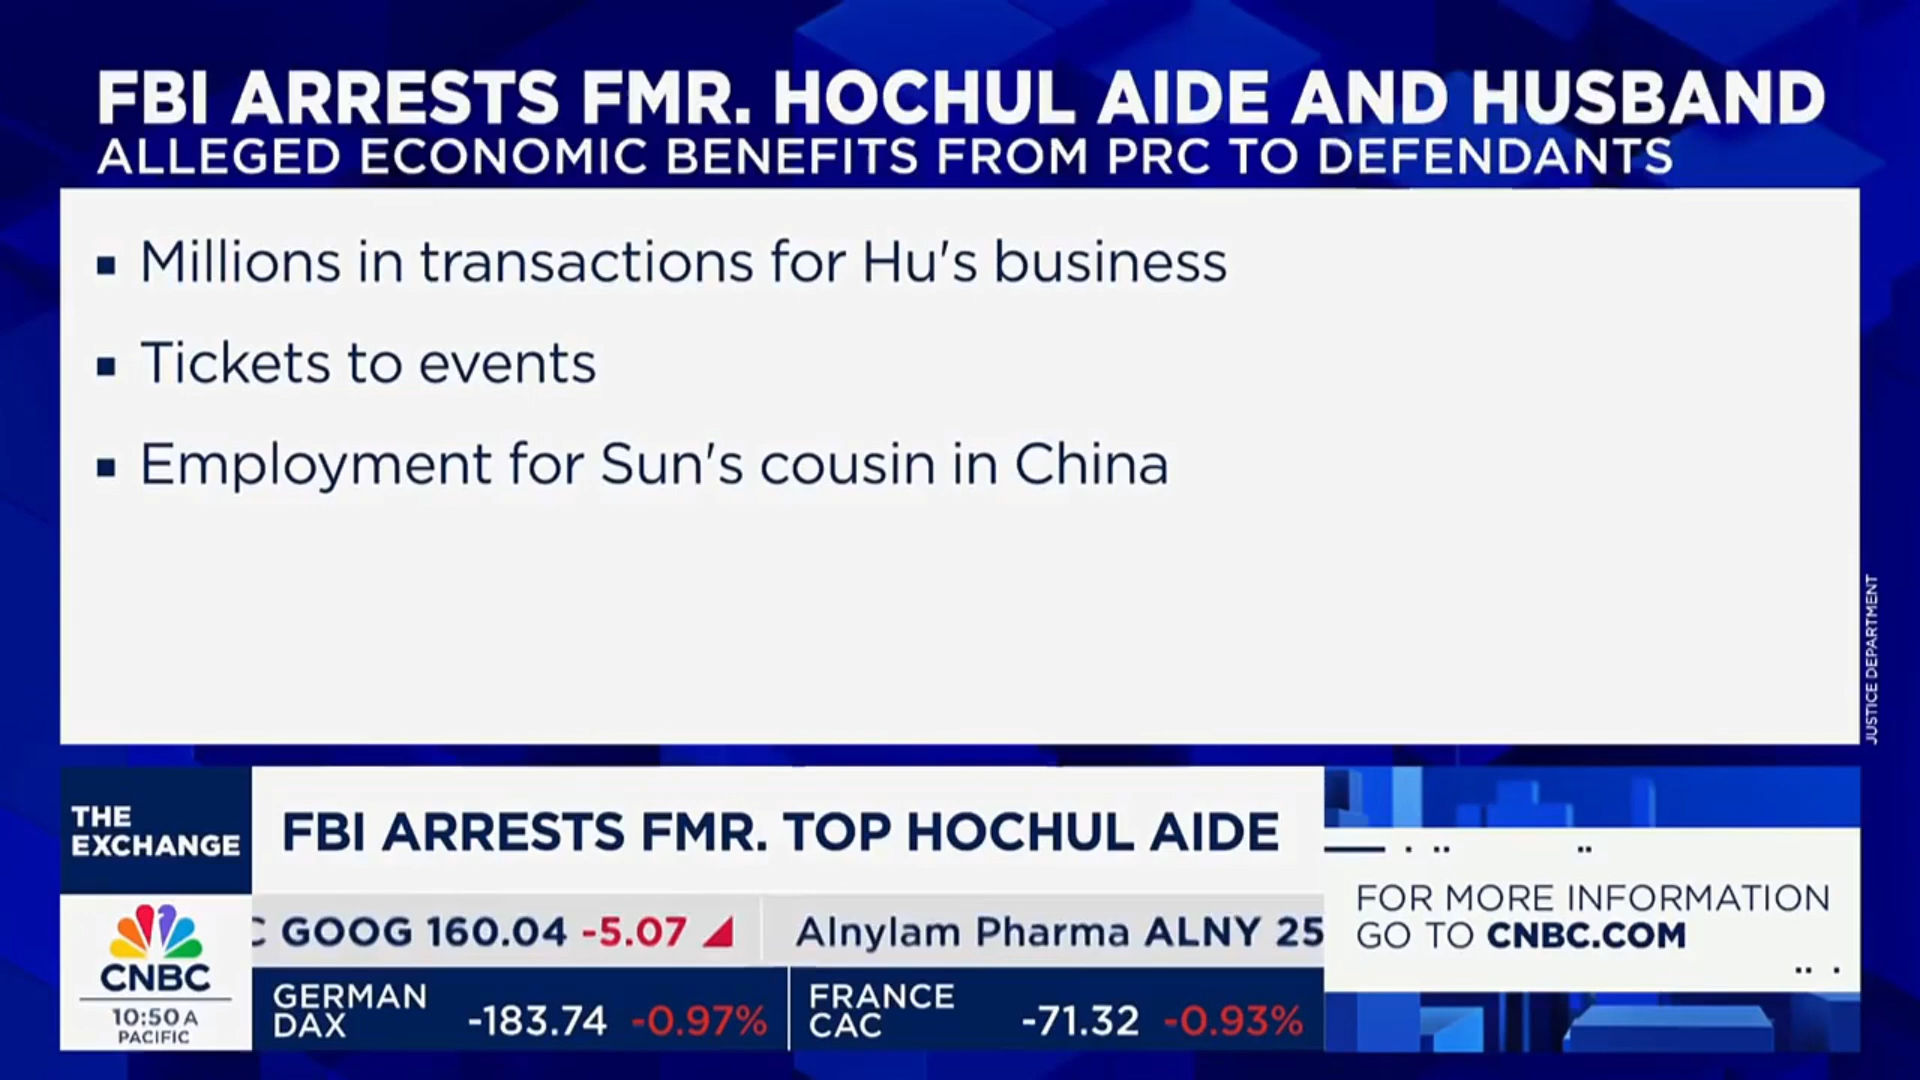 FBI ARRESTS FMR. HOCHUL AIDE AND HUSBAND
ALLEGED ECONOMIC BENEFITS FROM PRC TO DEFENDANTS
▪ Millions in transactions for Hu's business
▪ Tickets to events
▪ Employment for Sun's cousin in China
JUSTICE DEPARTMENT
THE
EXCHANGE
FBI ARRESTS FMR. TOP HOCHUL AIDE
C GOOG 160.04 -5.07
Alnylam Pharma ALNY 25
FOR MORE INFORMATION
GO TO CNBC.COM
CNBC
10:50 A
PACIFIC
GERMAN
DAX
-183.74 -0.97%
FRANCE
CAC
-71.32 -0.93%